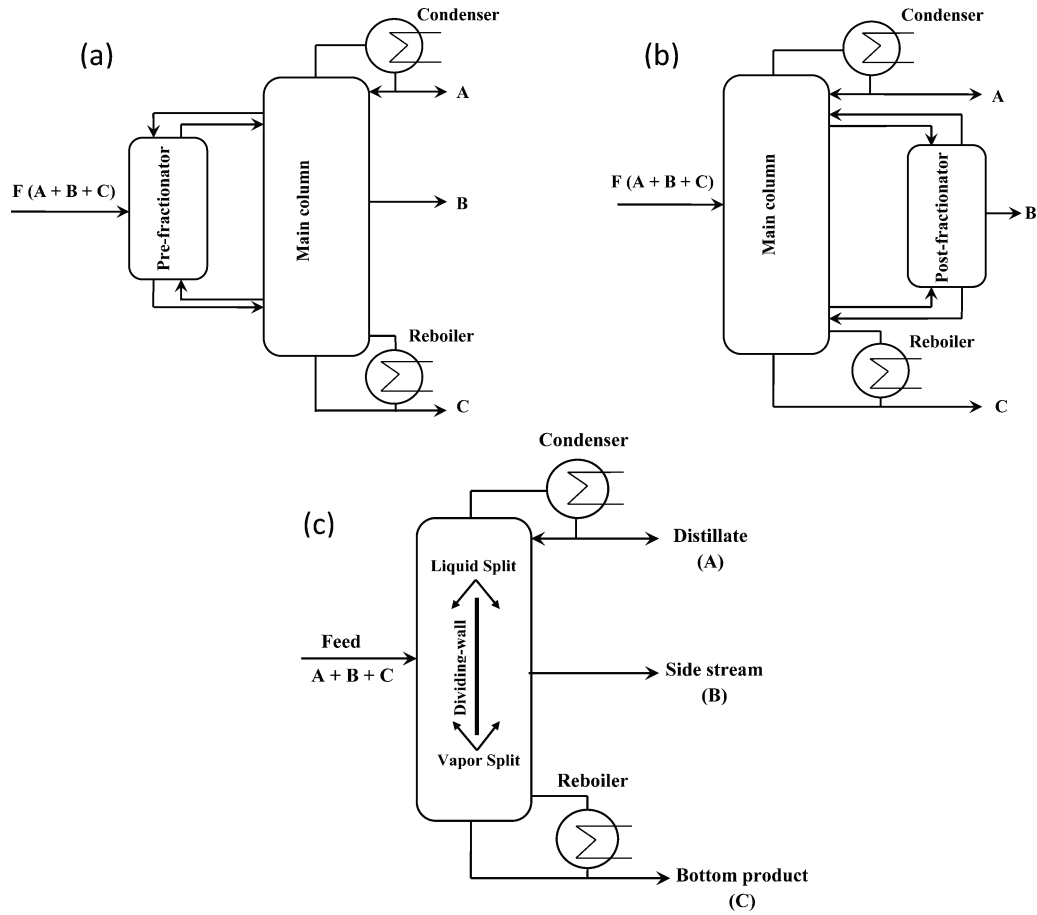 (a)
Condenser
A
F (A + B + C)
Pre-fractionator
Main column
B
Reboiler
C
(b)
Condenser
A
F (A + B + C)
Main column
Post-fractionator
B
Reboiler
C
(c)
Condenser
Distillate
(A)
Liquid Split
Feed
A + B + C
Dividing-wall
Side stream
(B)
Vapor Split
Reboiler
Bottom product
(C)